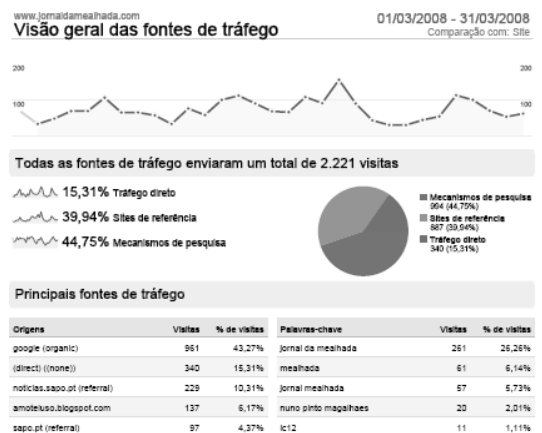 www.jornaldamealhada.com
Visão geral das fontes de tráfego
01/03/2008 - 31/03/2008
Comparação com: Site
200 200
100 100
Todas as fontes de tráfego enviaram um total de 2.221 visitas
15,31% Tráfego direto
39,94% Sites de referência
44,75% Mecanismos de pesquisa
Mecanismos de pesquisa
994 (44,75%)
Sites de referência
887 (39,94%)
Tráfego direto
340 (15,31%)
Principais fontes de tráfego
Origens Visitas % de visitas Palavras-chave Visitas % de visitas
google (organic) 961 43,27% jornal da mealhada 261 26,26%
(direct) ((none)) 340 15,31% mealhada 61 6,14%
noticias.sapo.pt (referral) 229 10,31% jornal mealhada 57 5,73%
amoteluso.blogspot.com 137 6,17% nuno pinto magalhaes 20 2,01%
sapo.pt (referral) 97 4,37% ic12 11 1,11%